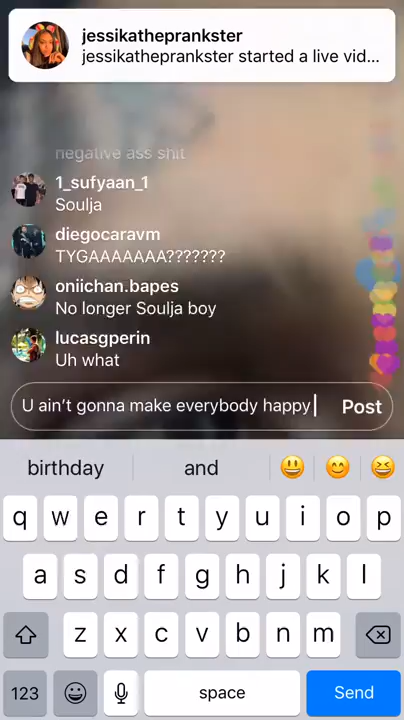 jessikatheprankster
jessikatheprankster started a live vid...
negative ass shit
1_sufyaan_1
Soulja
diegocaravm
TYGAAAAAAA???????
oniichan.bapes
No longer Soulja boy
lucasgperin
Uh what
U ain't gonna make everybody happy Post
birthday and
q w e r t y u i o p
a s d f g h j k l
z x c v b n m
123 space Send